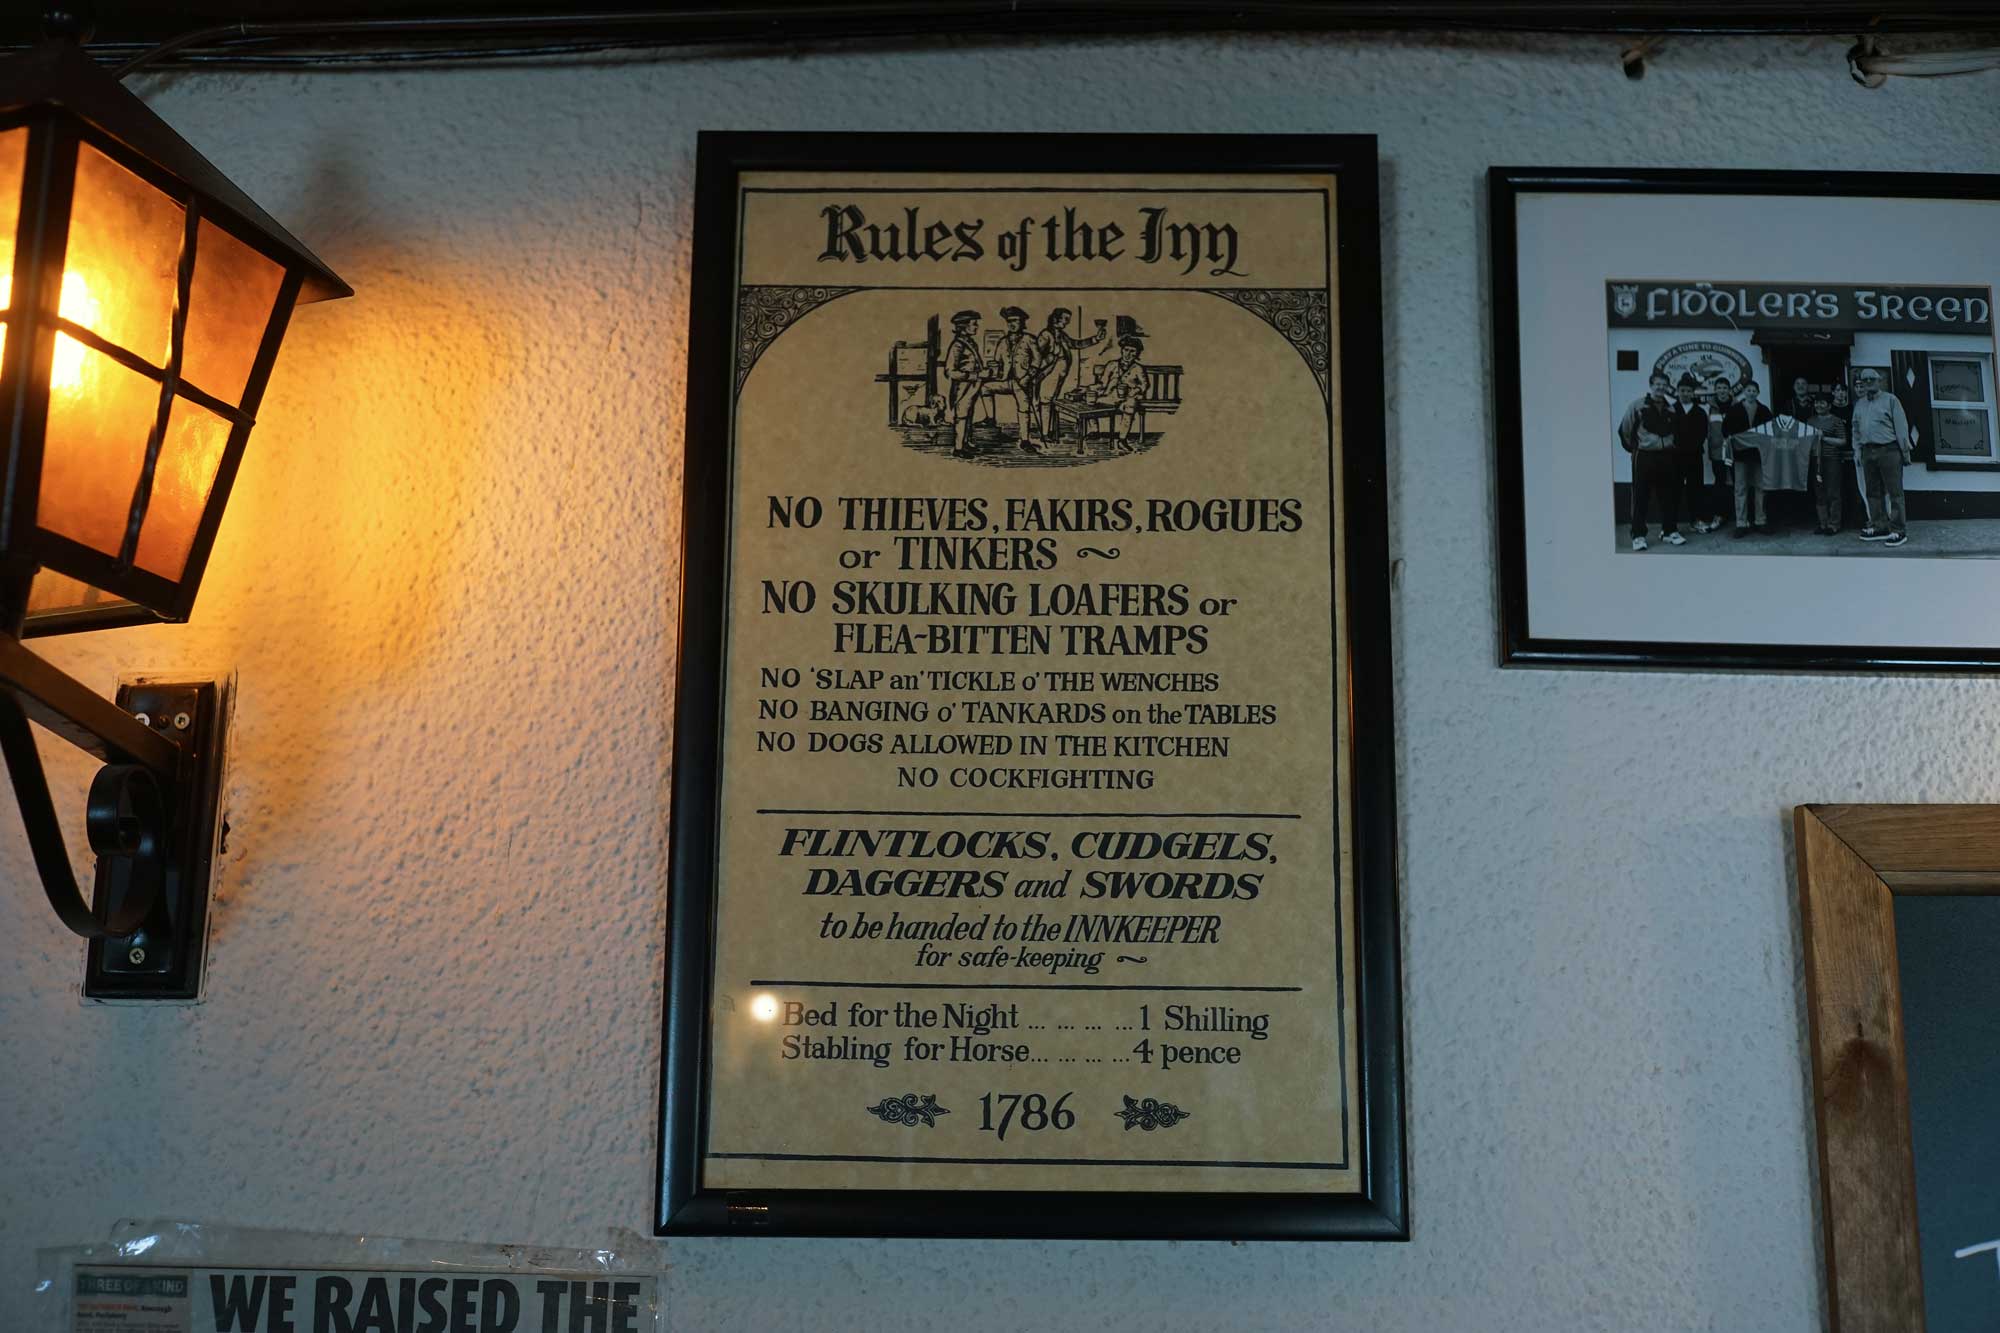 Rules of the Inn
NO THIEVES, FAKIRS, ROGUES
or TINKERS ~
NO SKULKING LOAFERS or
FLEA-BITTEN TRAMPS
NO 'SLAP an' TICKLE o' THE WENCHES
NO BANGING o' TANKARDS on the TABLES
NO DOGS ALLOWED IN THE KITCHEN
NO COCKFIGHTING
FLINTLOCKS, CUDGELS,
DAGGERS and SWORDS
to be handed to the INNKEEPER
for safe-keeping ~
Bed for the Night ... ... ... ... 1 Shilling
Stabling for Horse... ... ... ... 4 pence
1786
FIDDLER'S GREEN
THREE OF A KIND
WE RAISED THE